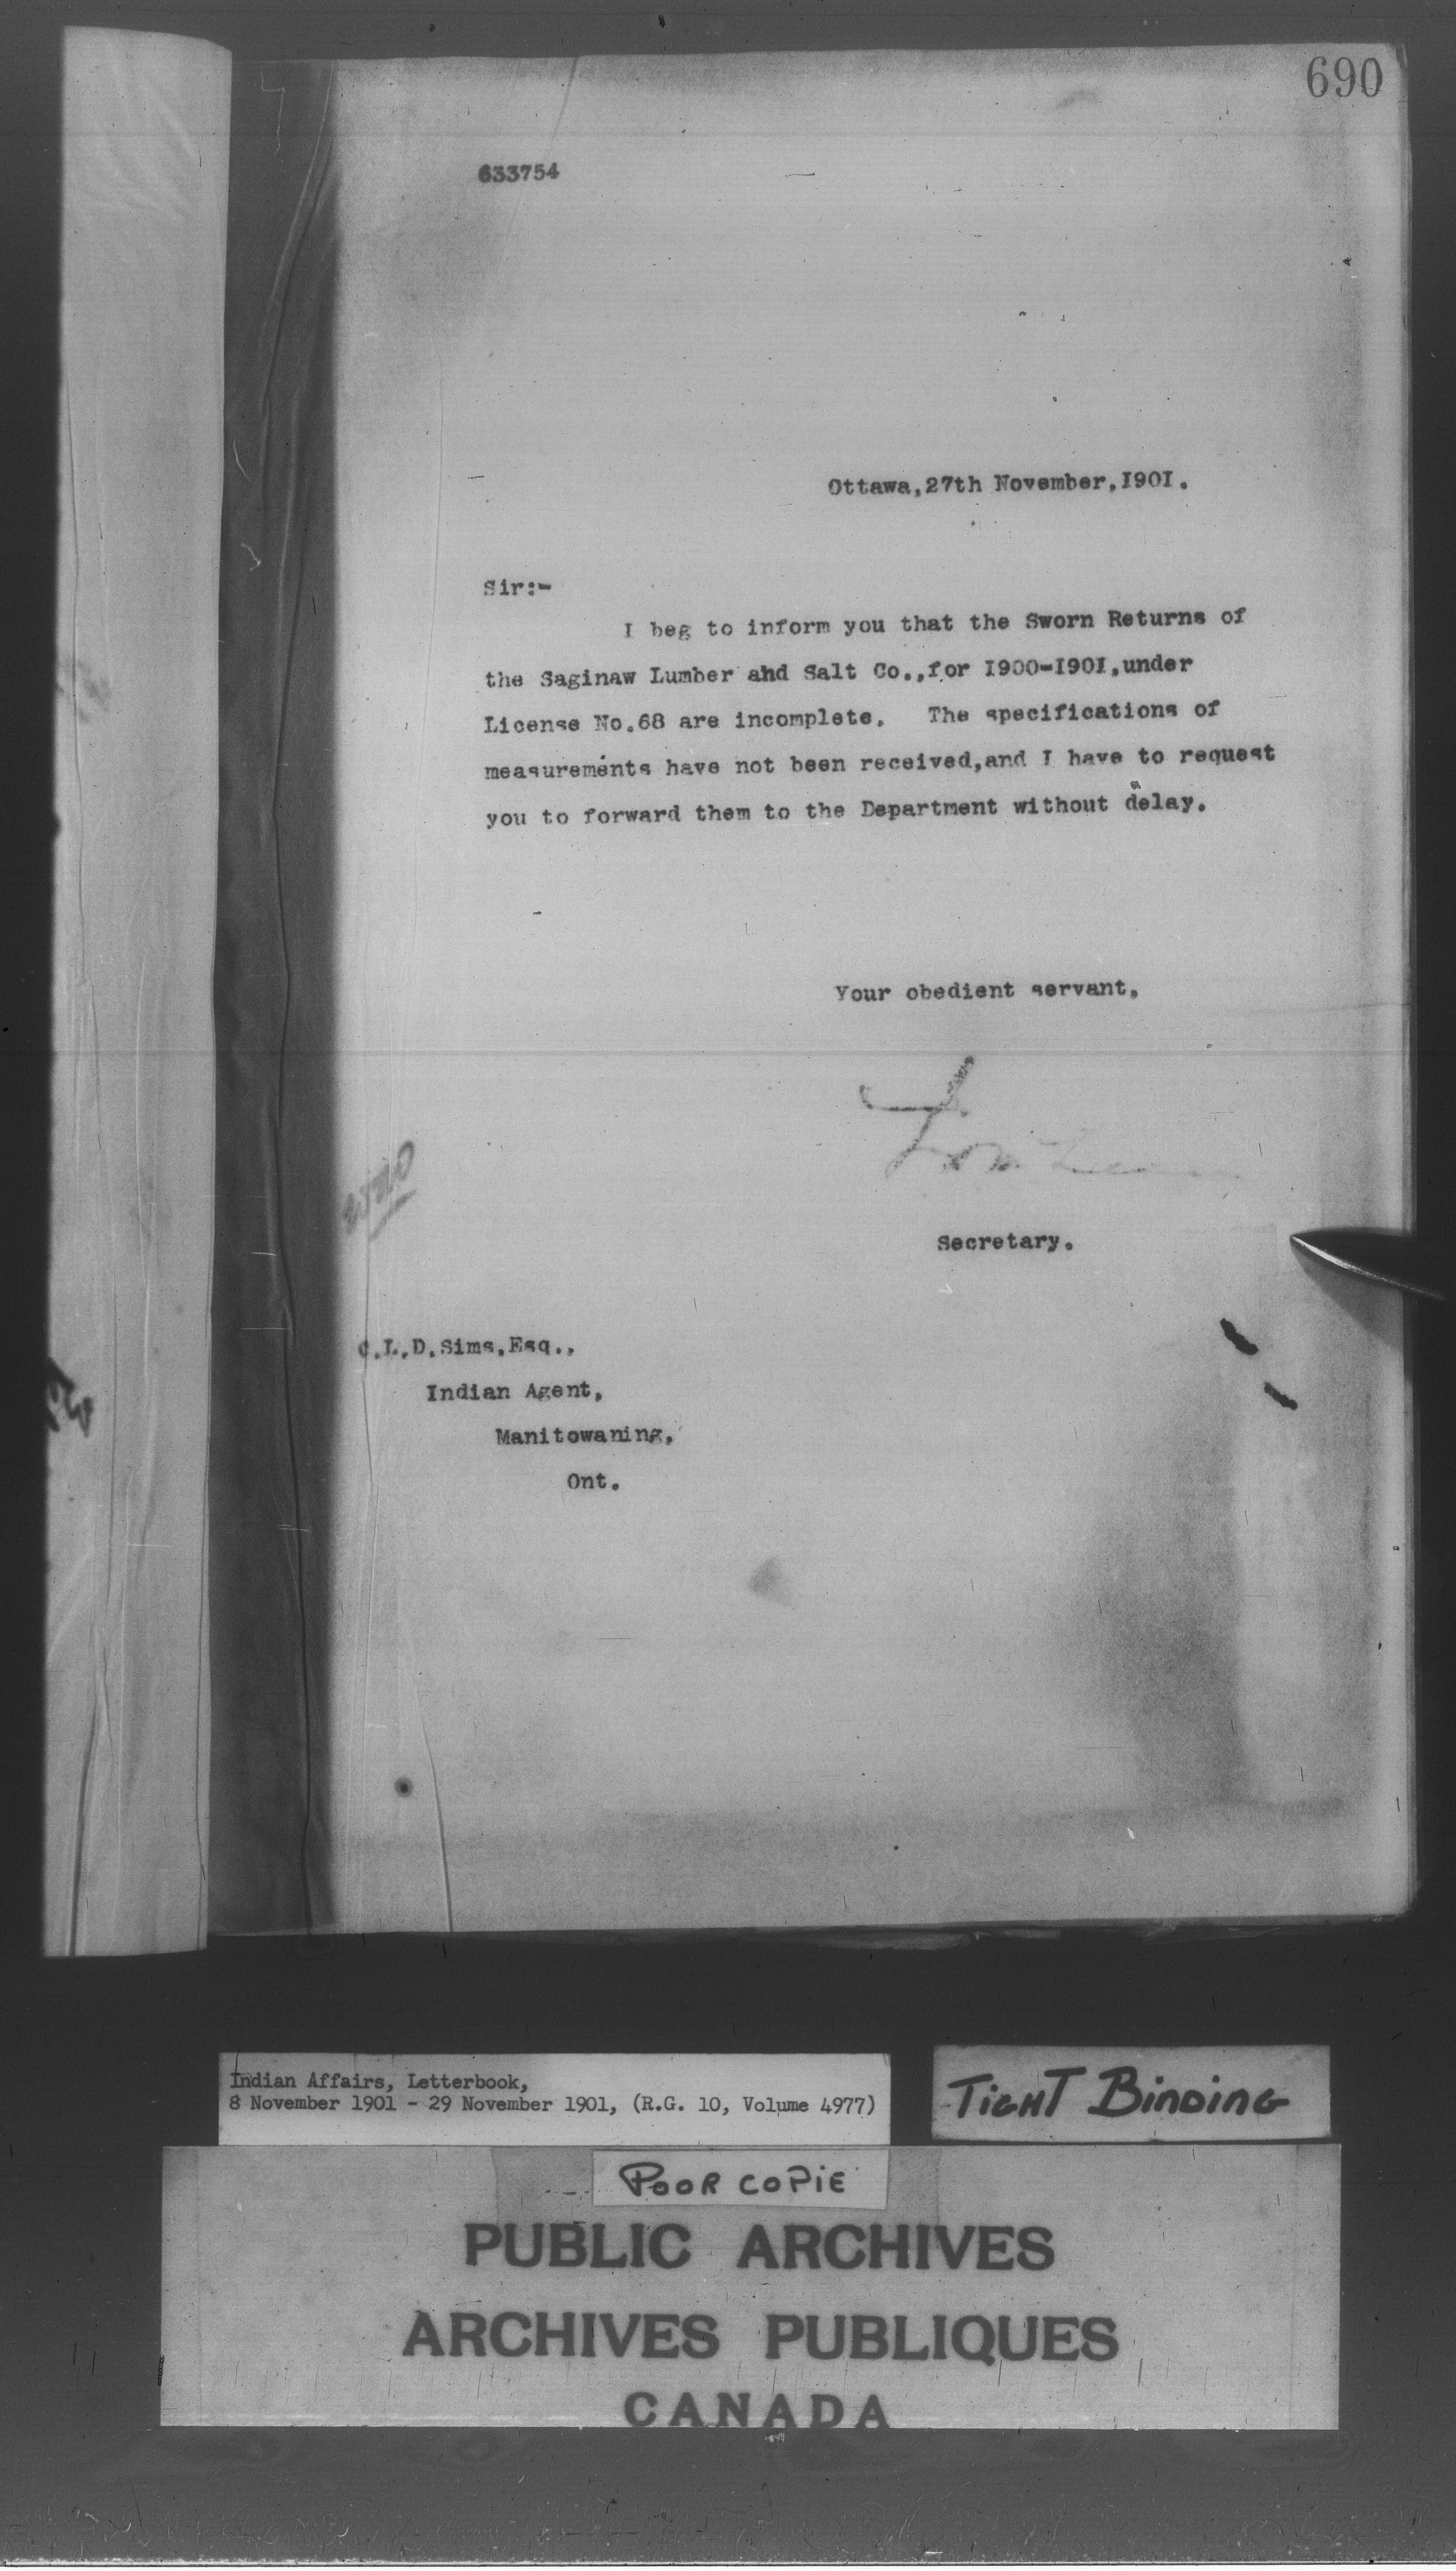 690
633754
Ottawa,27th November,I90I.
Sir:-
I beg to inform you that the Sworn Returns of
the Saginaw Lumber and Salt Co.,for I900-I90I,under
License No.68 are incomplete. The specifications of
measurements have not been received,and I have to request
you to forward them to the Department without delay.
Your obedient servant,
Secretary.
C.L.D.Sims,Esq.,
Indian Agent,
Manitowaning,
Ont.
Indian Affairs, Letterbook,
8 November 1901 - 29 November 1901, (R.G. 10, Volume 4977)
TIGHT BINDING
POOR COPIE
PUBLIC ARCHIVES
ARCHIVES PUBLIQUES
CANADA